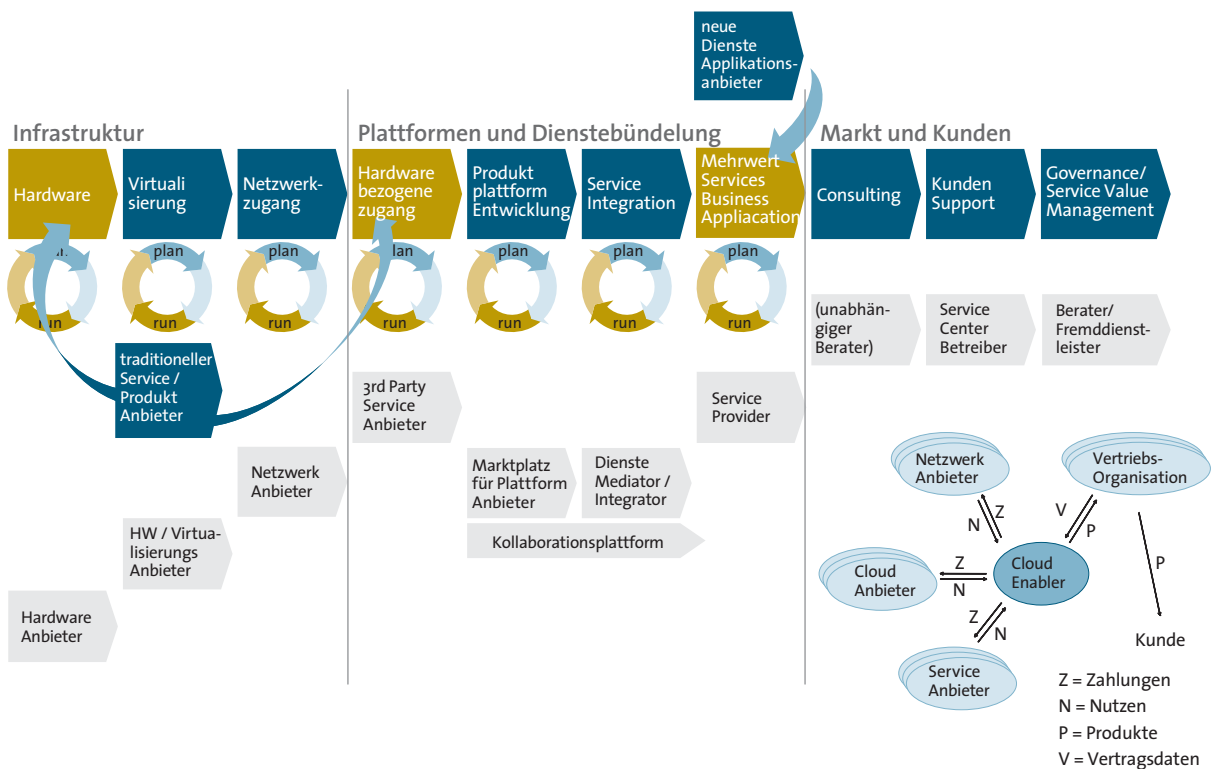 neue
Dienste
Applikations-
anbieter
Infrastruktur
Plattformen und Dienstebündelung
Markt und Kunden
Hardware
Virtuali
sierung
Netzwerk-
zugang
Hardware
bezogene
zugang
Produkt
plattform
Entwicklung
Service
Integration
Mehrwert
Services
Business
Appliacation
Consulting
Kunden
Support
Governance/
Service Value
Management
plan
plan
plan
plan
plan
plan
run
run
run
run
run
run
run
(unabhän-
giger
Berater)
Service
Center
Betreiber
Berater/
Fremddienst-
leister
traditioneller
Service /
Produkt
Anbieter
3rd Party
Service
Anbieter
Service
Provider
Netzwerk
Anbieter
Marktplatz
für Plattform
Anbieter
Dienste
Mediator /
Integrator
Kollaborationsplattform
HW / Virtua-
lisierungs
Anbieter
Hardware
Anbieter
Netzwerk
Anbieter
Vertriebs-
Organisation
Z
N
V
P
Cloud
Anbieter
Z
N
Cloud
Enabler
P
Z
N
Service
Anbieter
Kunde
Z = Zahlungen
N = Nutzen
P = Produkte
V = Vertragsdaten